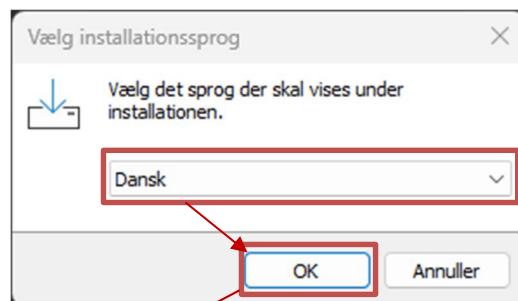 Vælg installationssprog
Vælg det sprog der skal vises under
installationen.
Dansk
OK
Annuller